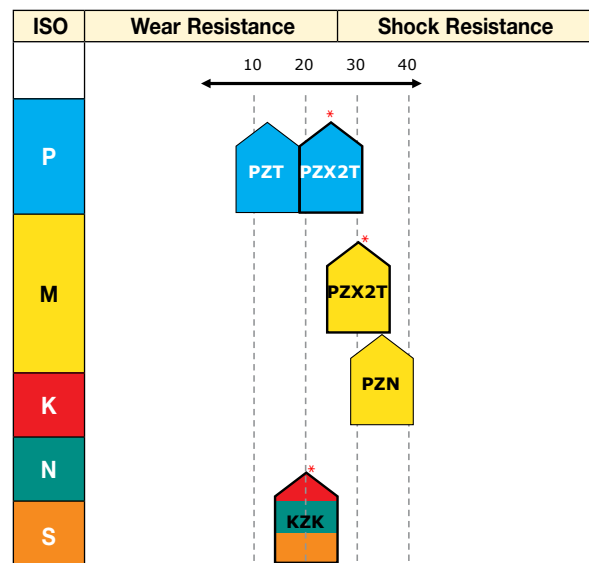 ISO Wear Resistance Shock Resistance
10 20 30 40
*
P PZT PZX2T
*
M PZX2T
PZN
K
*
N
KZK
S